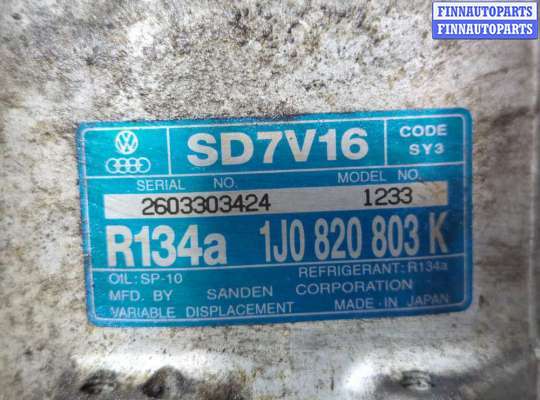 FINNAUTOPARTS
FINNAUTOPARTS
SD7V16
CODE
SY3
SERIAL NO.
MODEL NO.
2603303424
1233
R134a
1J0 820 803 K
OIL: SP-10
REFRIGERANT: R134a
MFD. BY SANDEN CORPORATION
VARIABLE DISPLACEMENT
MADE · IN JAPAN